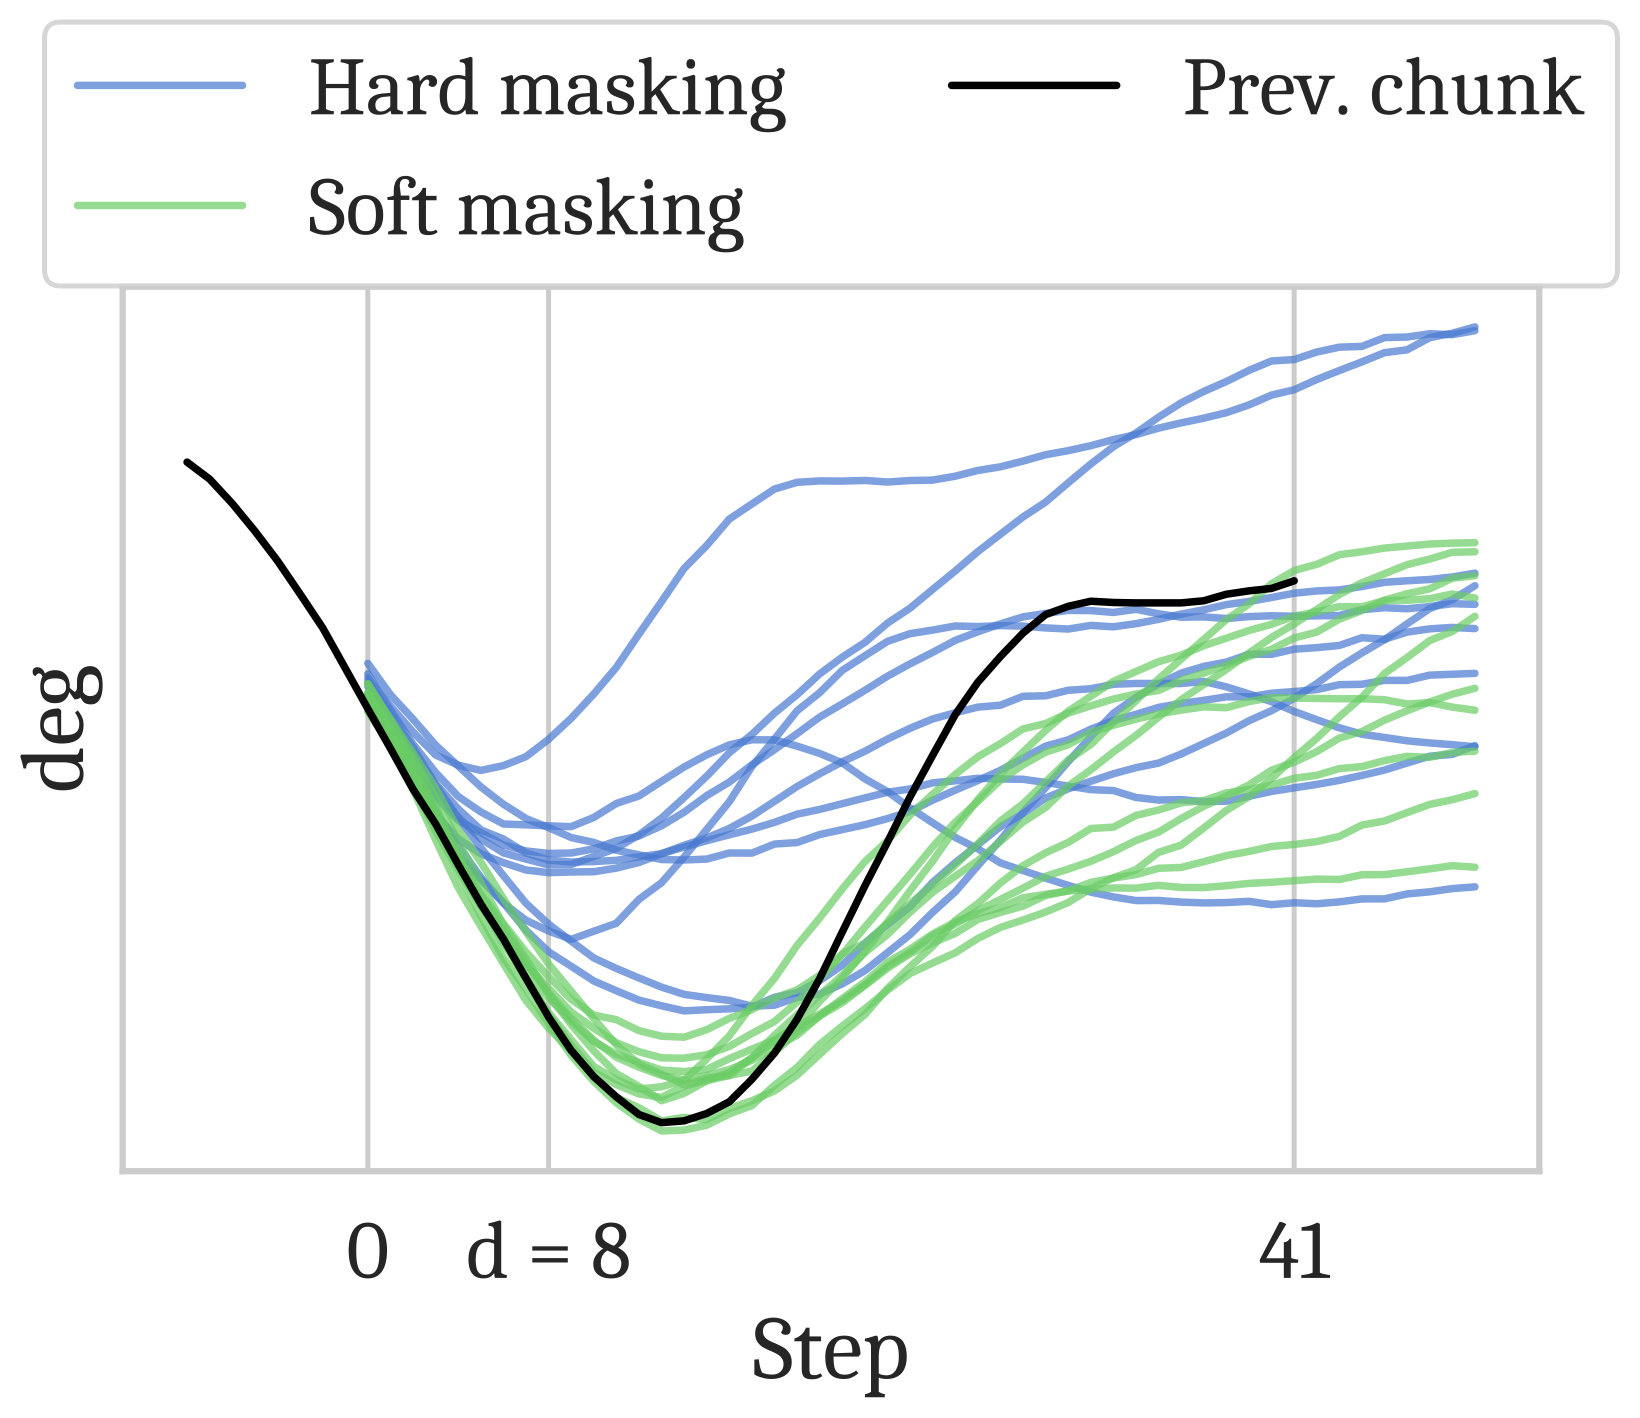 Hard masking
Prev. chunk
Soft masking
deg
0
d = 8
41
Step